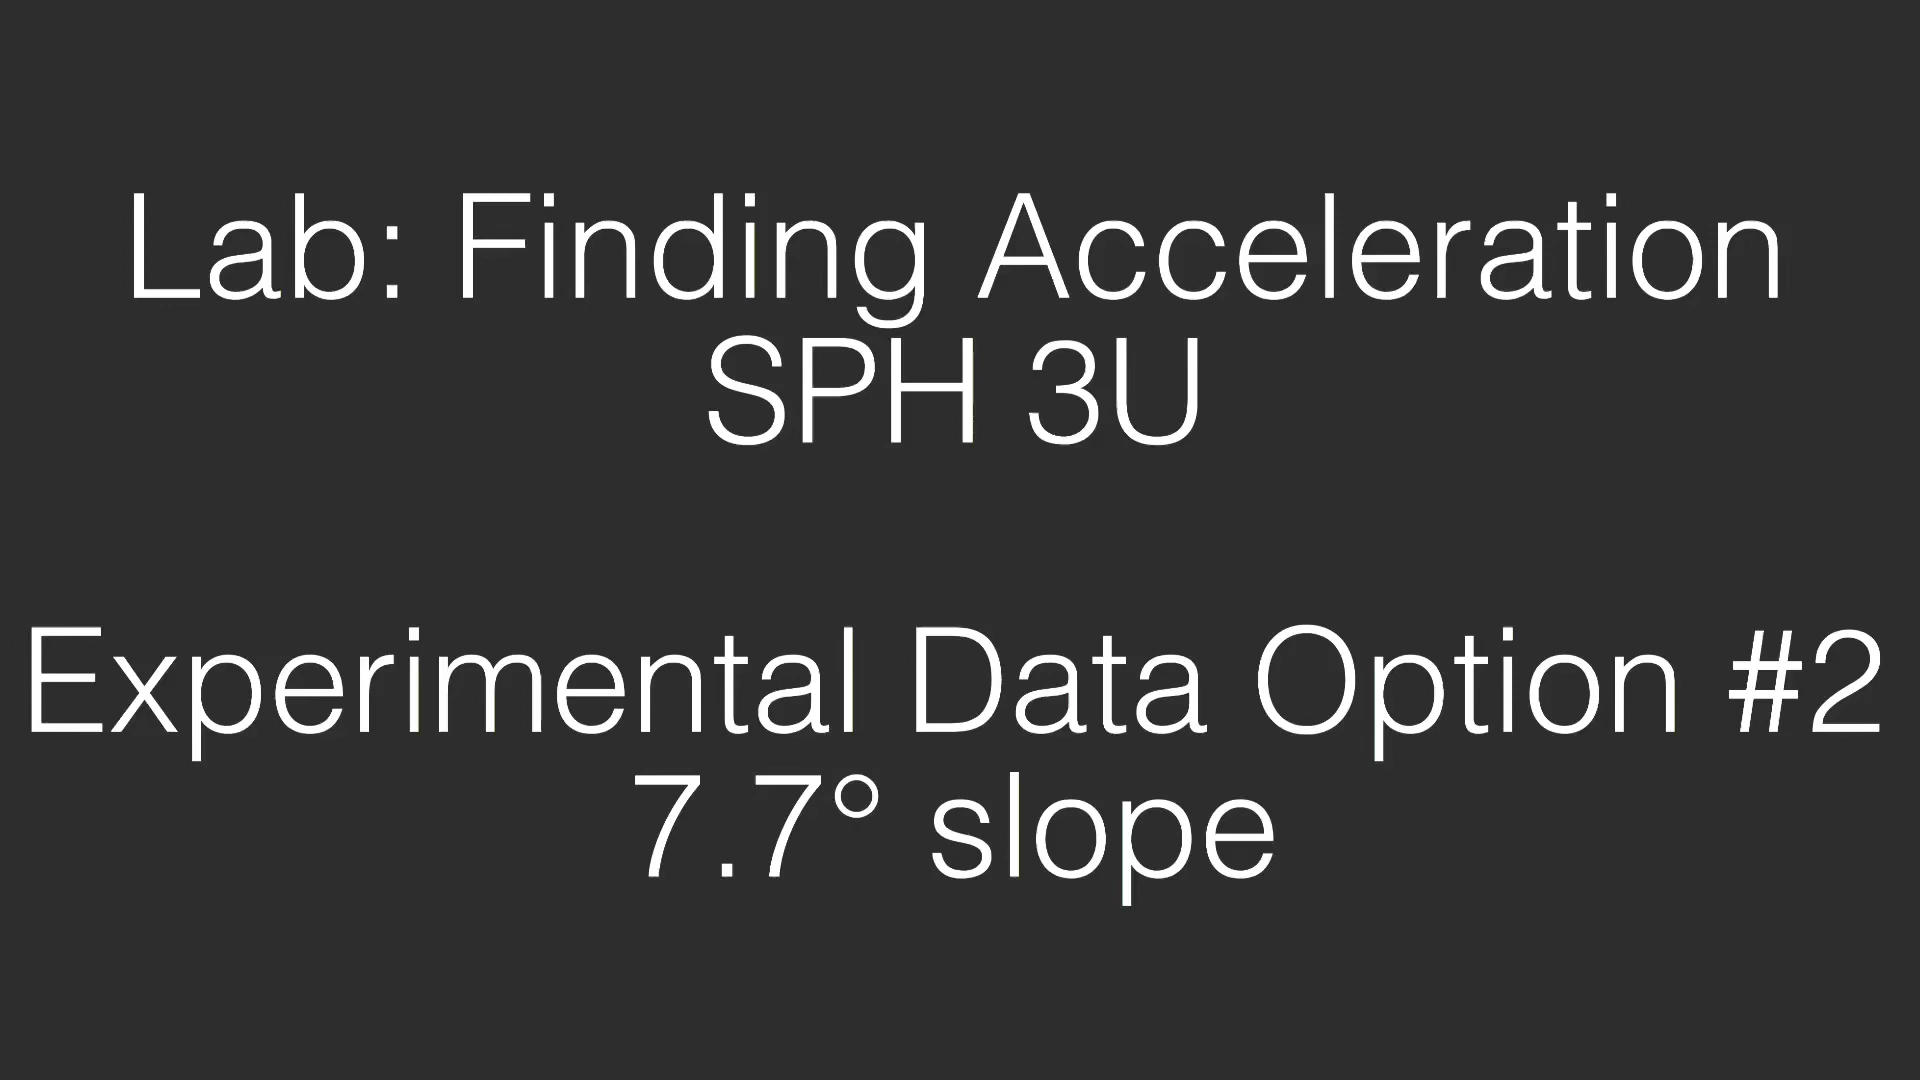 Lab: Finding Acceleration
SPH 3U
Experimental Data Option #2
7.7° slope